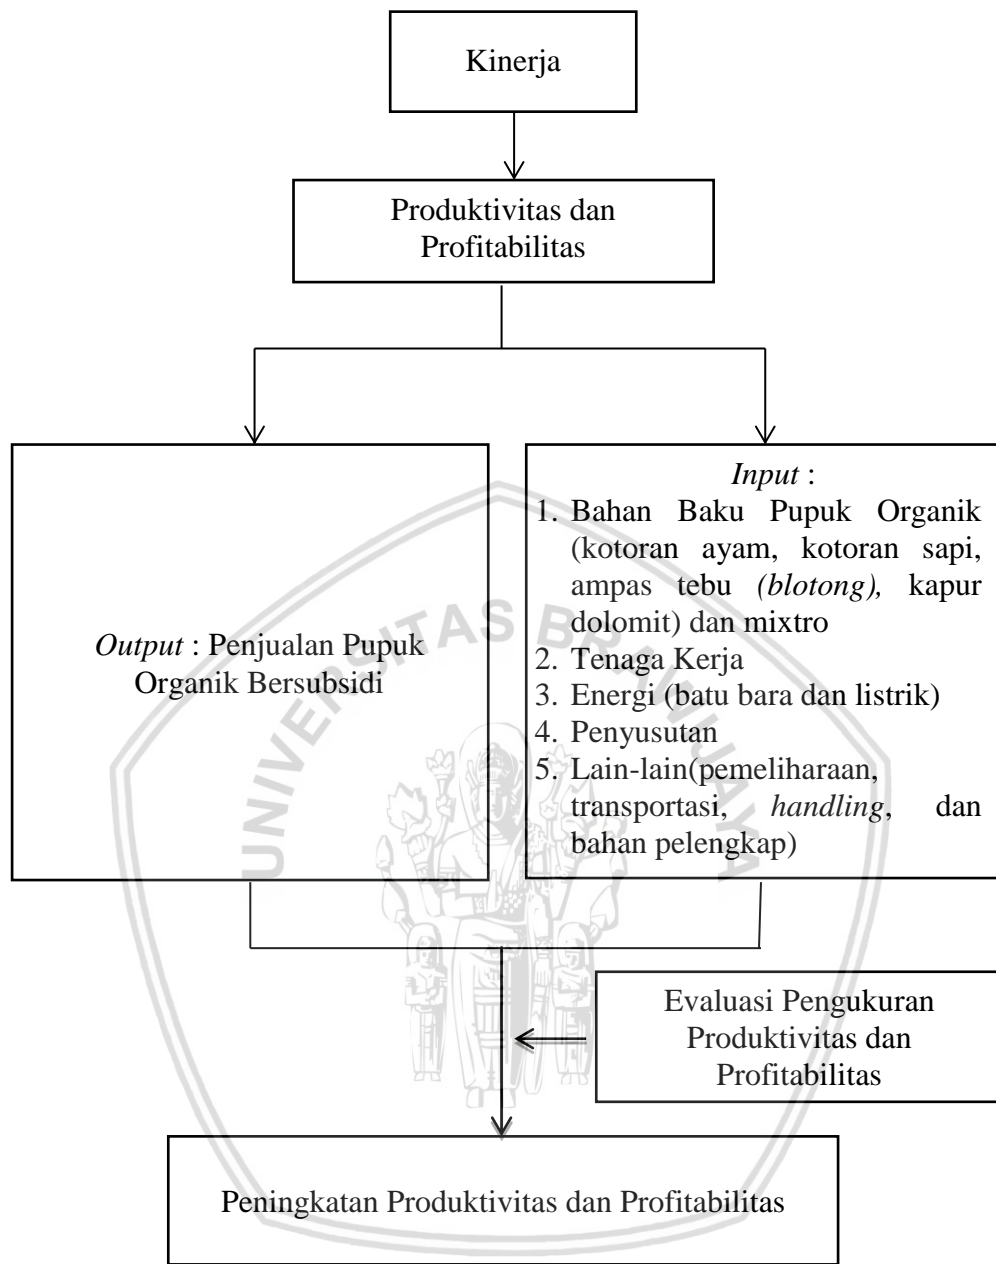 Kinerja
Produktivitas dan
Profitabilitas
Output : Penjualan Pupuk
Organik Bersubsidi
Input :
1. Bahan Baku Pupuk Organik
(kotoran ayam, kotoran sapi,
ampas tebu (blotong), kapur
dolomit) dan mixtro
2. Tenaga Kerja
3. Energi (batu bara dan listrik)
4. Penyusutan
5. Lain-lain(pemeliharaan,
transportasi, handling, dan
bahan pelengkap)
UNIVERSITAS BRAWIJAYA
Evaluasi Pengukuran
Produktivitas dan
Profitabilitas
Peningkatan Produktivitas dan Profitabilitas